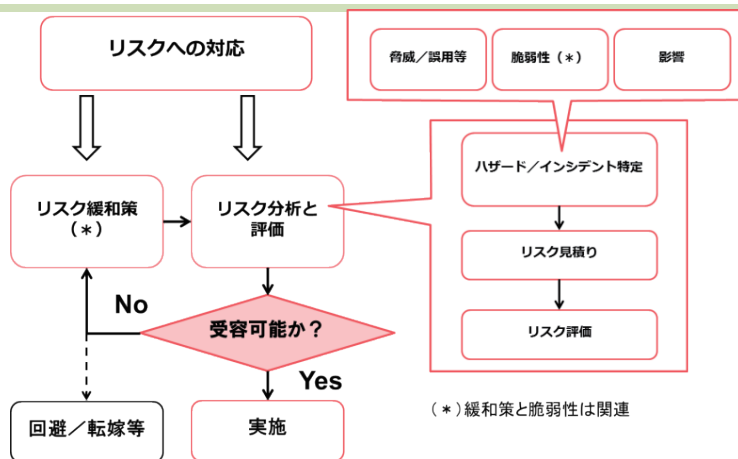 リスクへの対応
脅威／誤用等
脆弱性（*）
影響
ハザード／インシデント特定
リスク緩和策
（*）
リスク分析と
評価
リスク見積り
No
受容可能か？
リスク評価
Yes
回避／転嫁等
実施
（*）緩和策と脆弱性は関連